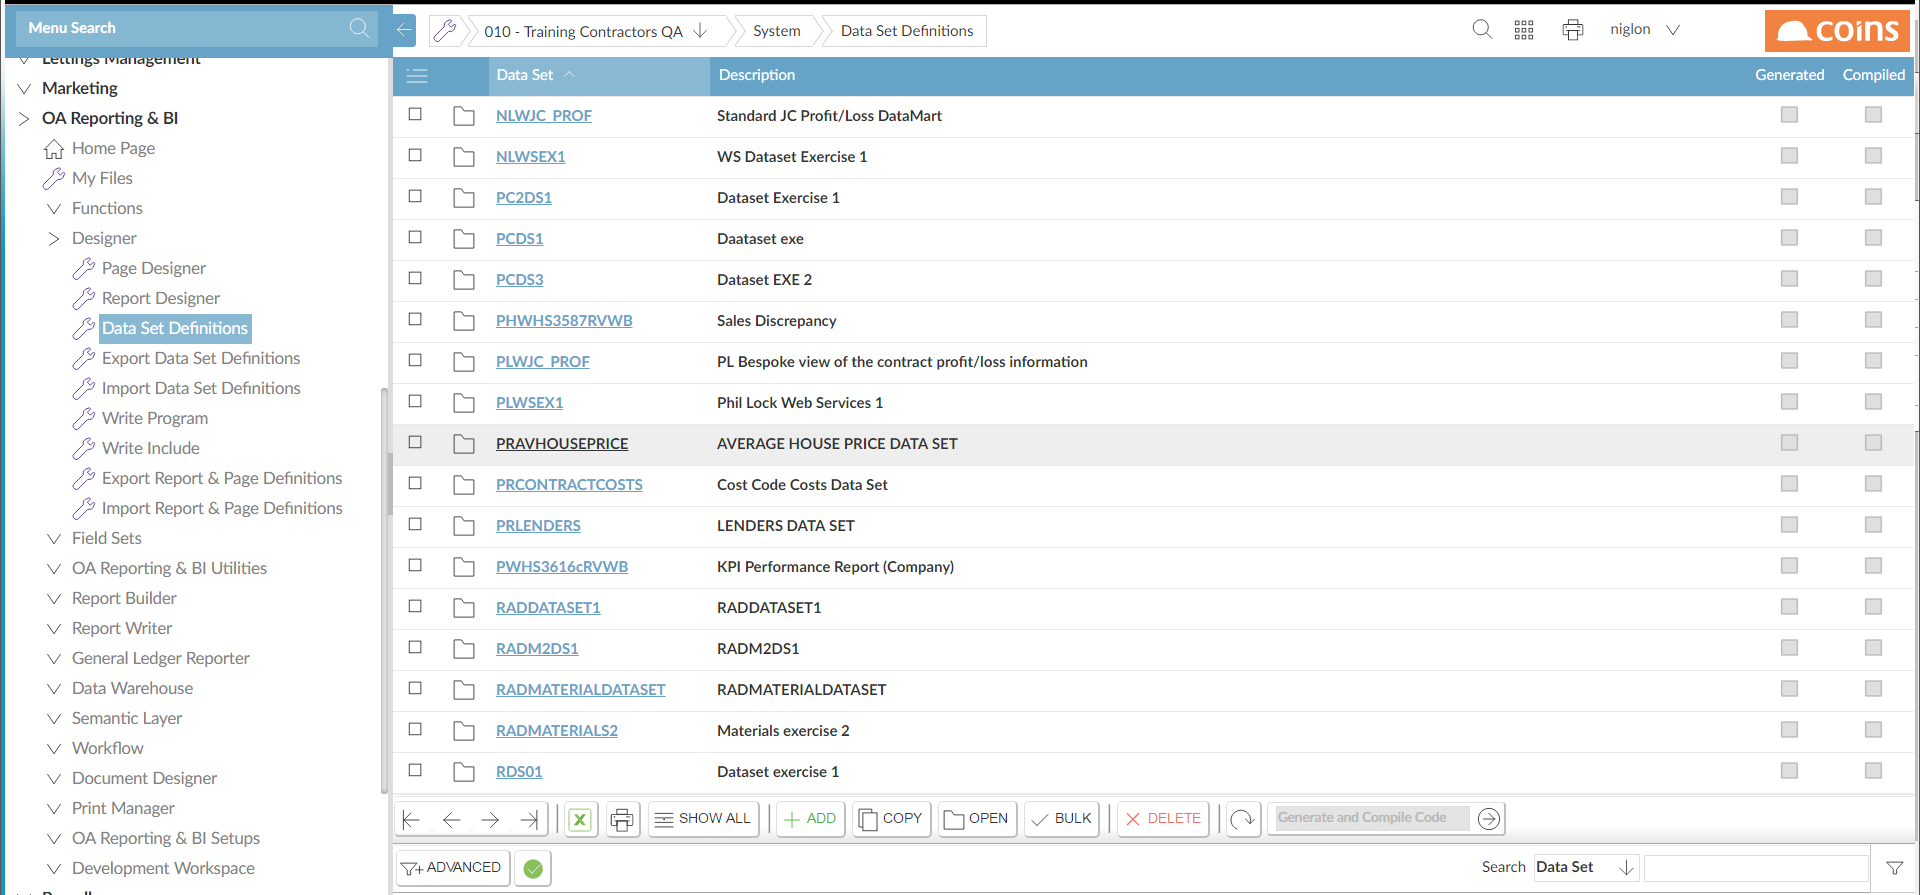 Menu Search
010 - Training Contractors QA
System
Data Set Definitions
niglon
coins
Lettings Management
Marketing
OA Reporting & BI
Home Page
My Files
Functions
Designer
Page Designer
Report Designer
Data Set Definitions
Export Data Set Definitions
Import Data Set Definitions
Write Program
Write Include
Export Report & Page Definitions
Import Report & Page Definitions
Field Sets
OA Reporting & BI Utilities
Report Builder
Report Writer
General Ledger Reporter
Data Warehouse
Semantic Layer
Workflow
Document Designer
Print Manager
OA Reporting & BI Setups
Development Workspace
Data Set Description Generated Compiled
NLWJC_PROF Standard JC Profit/Loss DataMart
NLWSEX1 WS Dataset Exercise 1
PC2DS1 Dataset Exercise 1
PCDS1 Daataset exe
PCDS3 Dataset EXE 2
PHWHS3587RVWB Sales Discrepancy
PLWJC_PROF PL Bespoke view of the contract profit/loss information
PLWSEX1 Phil Lock Web Services 1
PRAVHOUSEPRICE AVERAGE HOUSE PRICE DATA SET
PRCONTRACTCOSTS Cost Code Costs Data Set
PRLENDERS LENDERS DATA SET
PWHS3616cRVWB KPI Performance Report (Company)
RADDATASET1 RADDATASET1
RADM2DS1 RADM2DS1
RADMATERIALDATASET RADMATERIALDATASET
RADMATERIALS2 Materials exercise 2
RDS01 Dataset exercise 1
SHOW ALL ADD COPY OPEN BULK DELETE Generate and Compile Code
ADVANCED Search Data Set